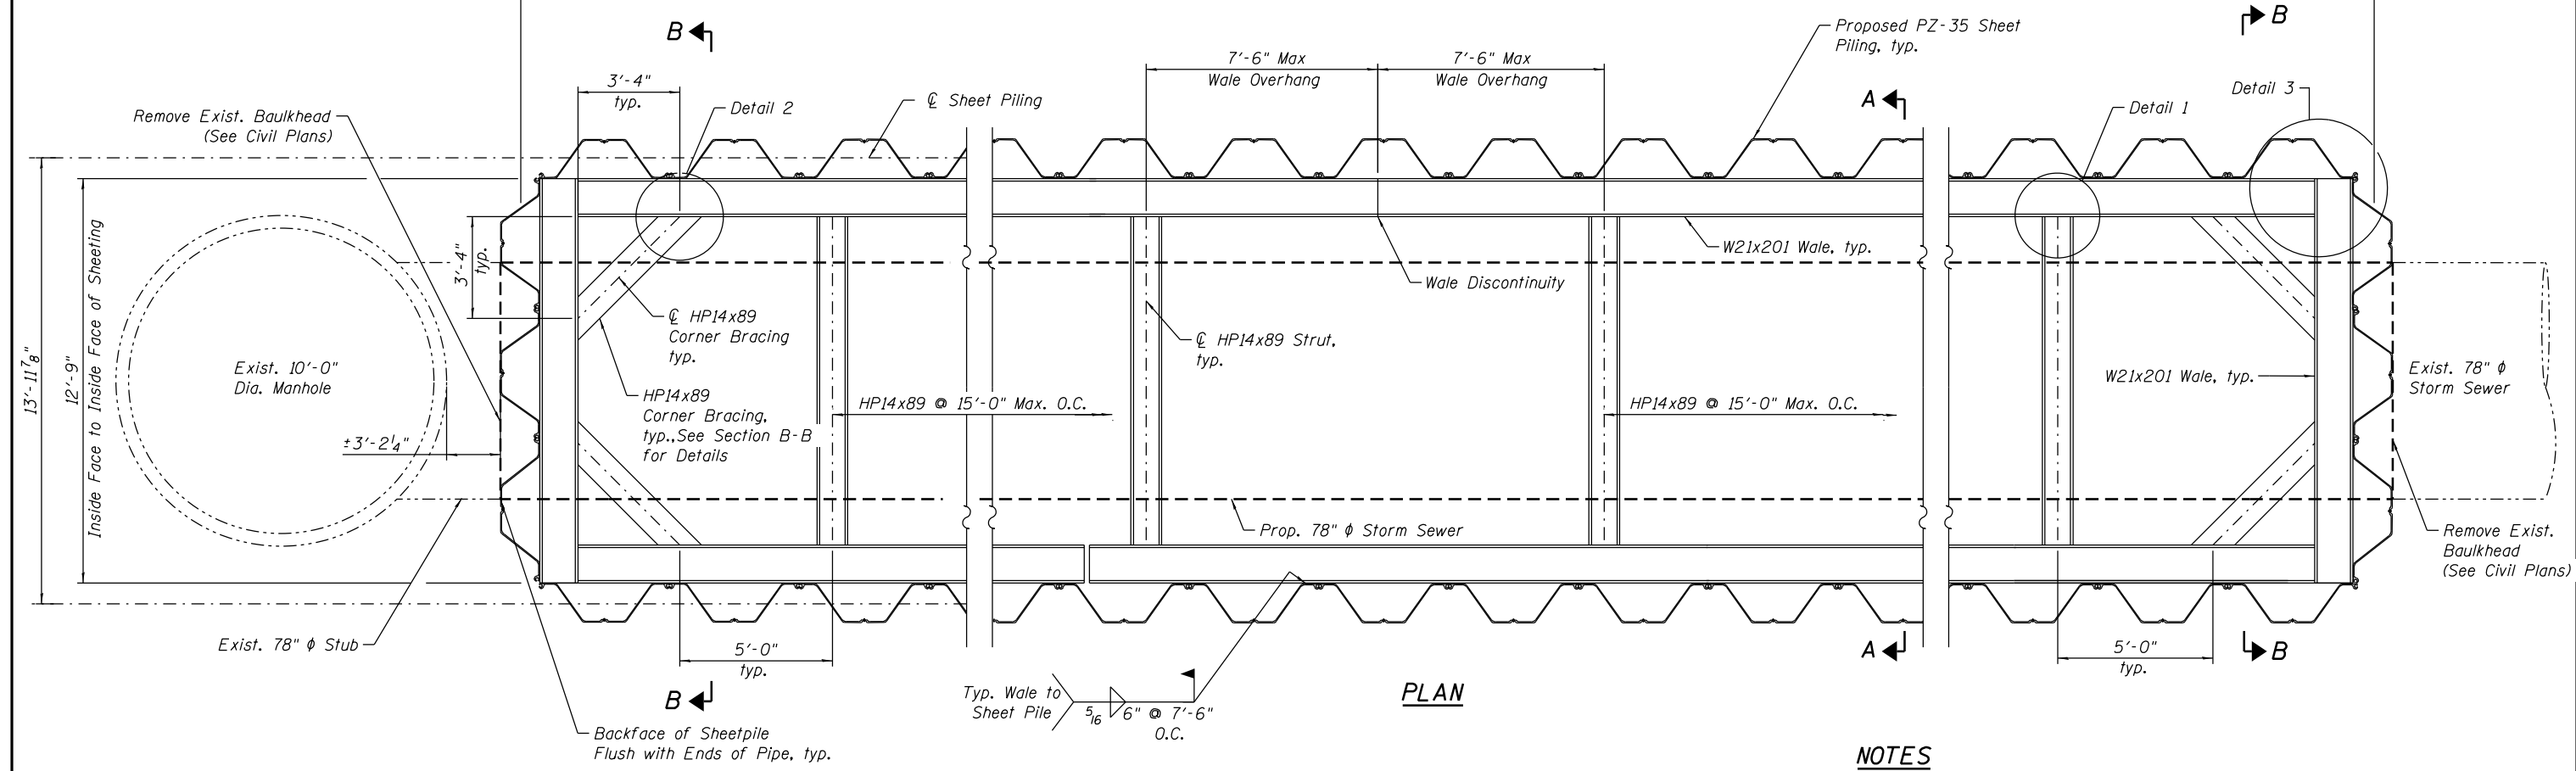 B
B
Proposed PZ-35 Sheet
Piling, typ.
7'-6" Max
Wale Overhang
7'-6" Max
Wale Overhang
3'-4"
typ.
Detail 2
℄ Sheet Piling
A
Detail 1
Detail 3
Remove Exist. Baulkhead
(See Civil Plans)
13'-11 7/8"
12'-9"
Inside Face to Inside Face of Sheeting
3'-4"
typ.
W21x201 Wale, typ.
Wale Discontinuity
℄ HP14x89
Corner Bracing
typ.
℄ HP14x89 Strut,
typ.
Exist. 10'-0"
Dia. Manhole
HP14x89
Corner Bracing,
typ.,See Section B-B
for Details
HP14x89 @ 15'-0" Max. O.C.
HP14x89 @ 15'-0" Max. O.C.
W21x201 Wale, typ.
Exist. 78" ϕ
Storm Sewer
±3'-2 1/4"
Prop. 78" ϕ Storm Sewer
Remove Exist.
Baulkhead
(See Civil Plans)
Exist. 78" ϕ Stub
5'-0"
typ.
A
5'-0"
typ.
B
B
Typ. Wale to
Sheet Pile
5/16
6" @ 7'-6"
O.C.
PLAN
Backface of Sheetpile
Flush with Ends of Pipe, typ.
NOTES